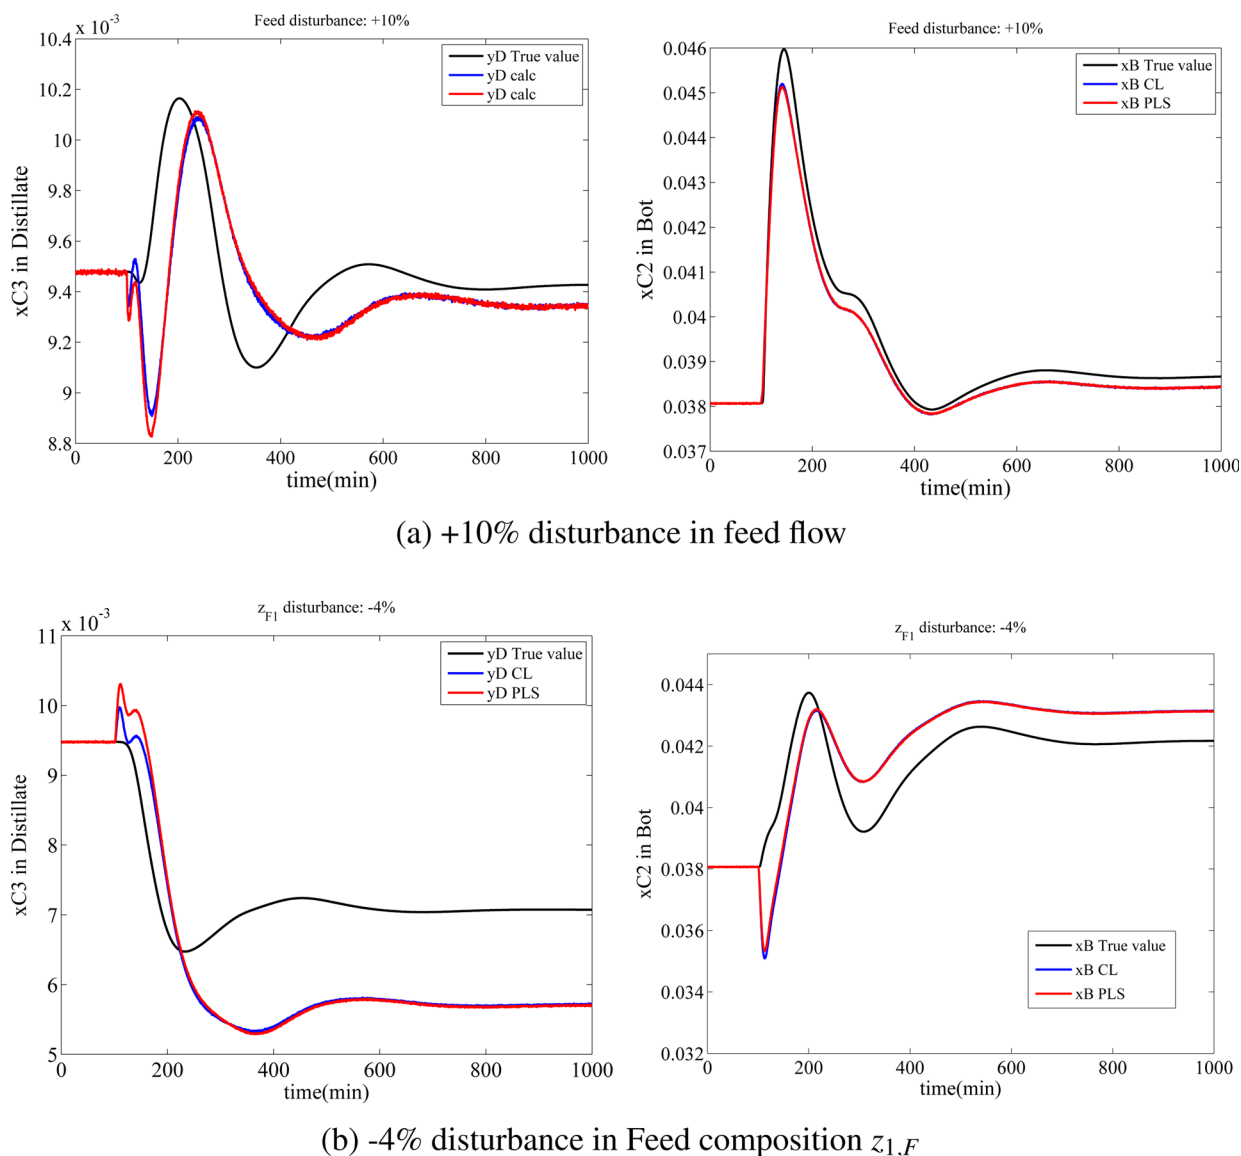 Feed disturbance: +10%
x 10⁻³
10.4
10.2
10
9.8
9.6
9.4
9.2
9
8.8
0 200 400 600 800 1000
xC3 in Distillate
time(min)
yD True value
yD calc
yD calc
Feed disturbance: +10%
0.046
0.045
0.044
0.043
0.042
0.041
0.04
0.039
0.038
0.037
0 200 400 600 800 1000
xC2 in Bot
time(min)
xB True value
xB CL
xB PLS
(a) +10% disturbance in feed flow
z_F1 disturbance: -4%
x 10⁻³
11
10
9
8
7
6
5
0 200 400 600 800 1000
xC3 in Distillate
time(min)
yD True value
yD CL
yD PLS
z_F1 disturbance: -4%
0.044
0.042
0.04
0.038
0.036
0.034
0.032
0 200 400 600 800 1000
xC2 in Bot
time(min)
xB True value
xB CL
xB PLS
(b) -4% disturbance in Feed composition z_1,F